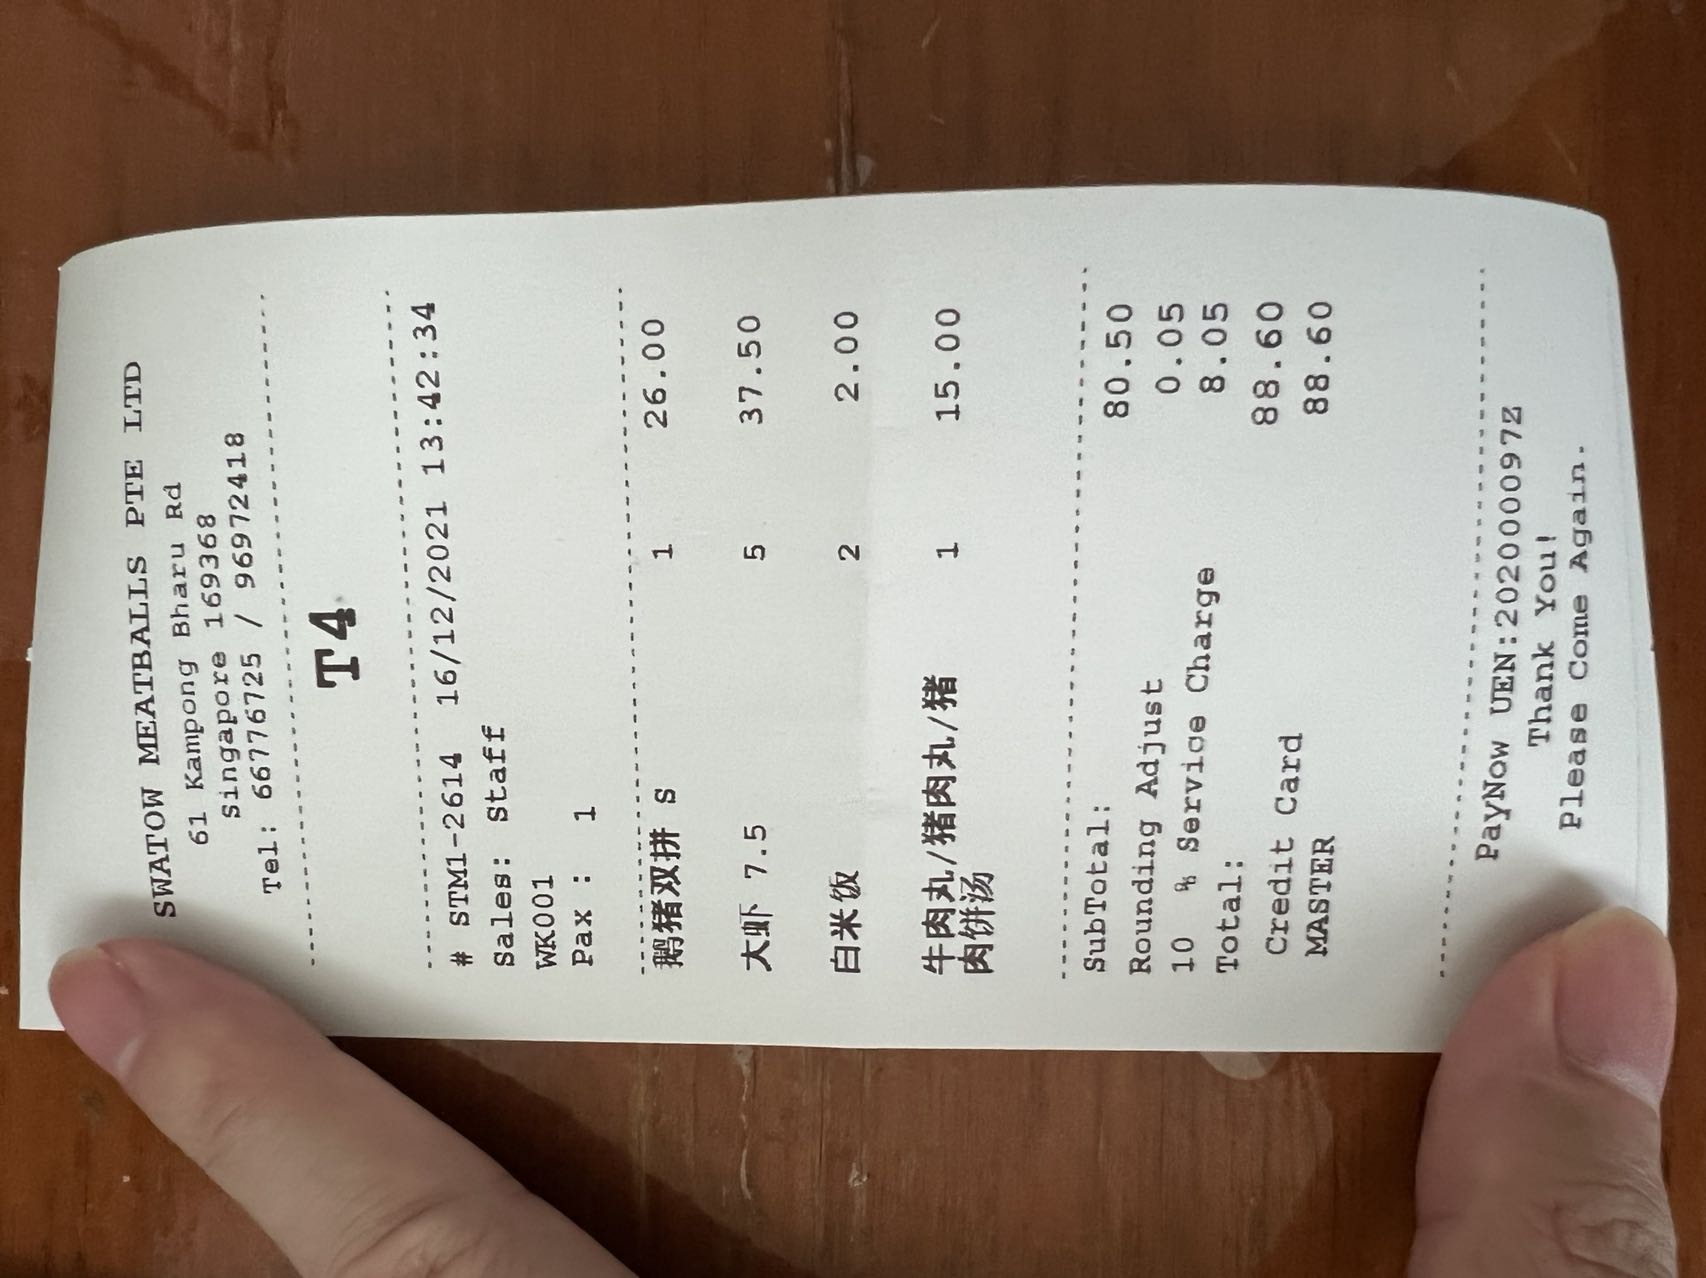 SWATOW MEATBALLS PTE LTD
61 Kampong Bharu Rd
Singapore 169368
Tel: 66776725 / 96972418
T4
# STM1-2614 16/12/2021 13:42:34
Sales: Staff
WK001
Pax : 1
鹅猪双拼 S 1 26.00
大虾 7.5 5 37.50
白米饭 2 2.00
牛肉丸/猪肉丸/猪 1 15.00
肉饼汤
SubTotal: 80.50
Rounding Adjust 0.05
10 % Service Charge 8.05
Total: 88.60
Credit Card 88.60
MASTER
PayNow UEN:202000097Z
Thank You!
Please Come Again.